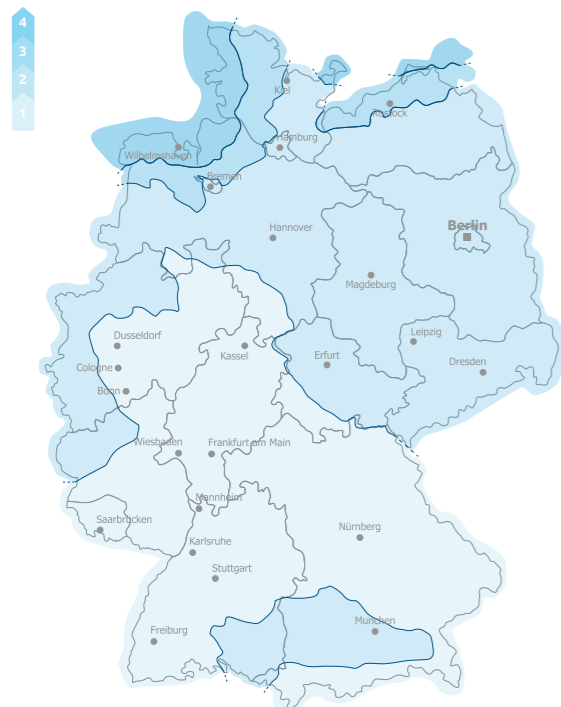 4
3
2
1
Kiel
Rostock
Hamburg
Wilhelmshaven
Bremen
Berlin
Hannover
Magdeburg
Dusseldorf
Kassel
Leipzig
Erfurt
Dresden
Cologne
Bonn
Wiesbaden
Frankfurt am Main
Mannheim
Saarbrücken
Nürnberg
Karlsruhe
Stuttgart
Freiburg
Munchen